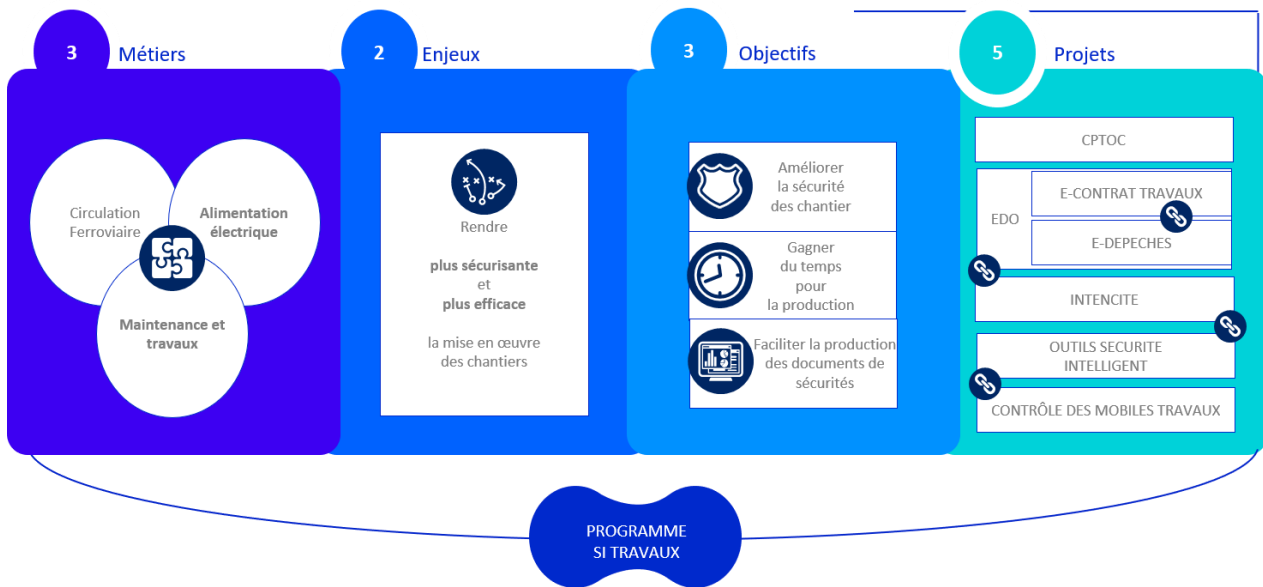 3
Métiers
2
Enjeux
3
Objectifs
5
Projets
Circulation
Ferroviaire
Alimentation
électrique
Maintenance et
travaux
Rendre
plus sécurisante
et
plus efficace
la mise en œuvre
des chantiers
Améliorer
la sécurité
des chantier
Gagner
du temps
pour
la production
Faciliter la production
des documents de
sécurités
CPTOC
EDO
E-CONTRAT TRAVAUX
E-DEPECHES
INTENCITE
OUTILS SECURITE
INTELLIGENT
CONTRÔLE DES MOBILES TRAVAUX
PROGRAMME
SI TRAVAUX